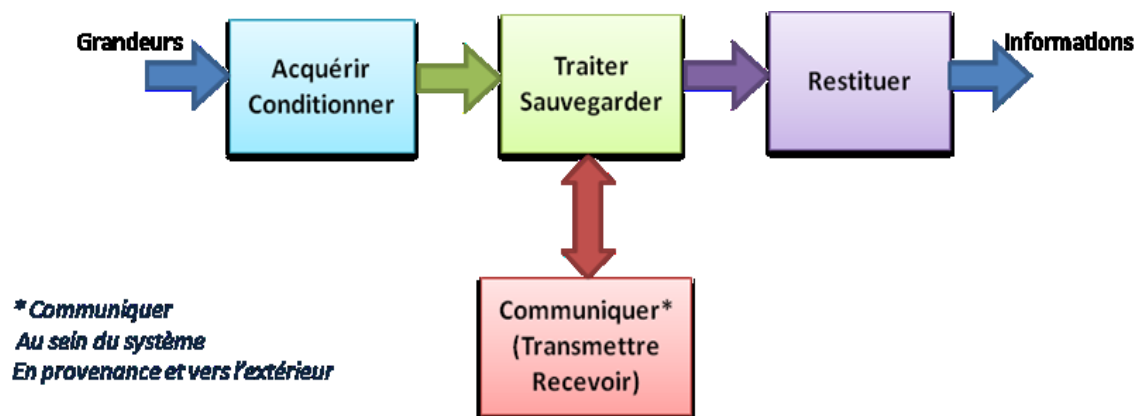 Grandeurs
Acquérir
Conditionner
Traiter
Sauvegarder
Restituer
Informations
Communiquer*
(Transmettre
Recevoir)
* Communiquer
Au sein du système
En provenance et vers l'extérieur